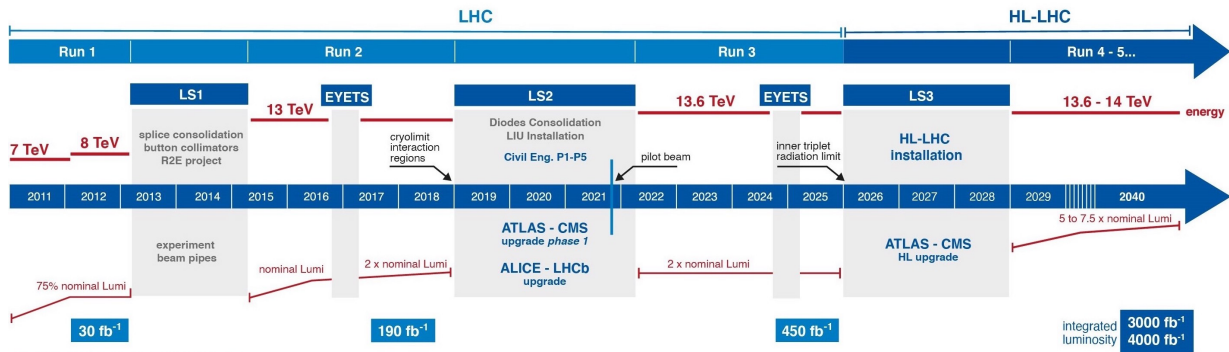 LHC
HL-LHC
Run 1
Run 2
Run 3
Run 4 - 5...
LS1
EYETS
LS2
EYETS
LS3
7 TeV
8 TeV
13 TeV
13.6 TeV
13.6 - 14 TeV
energy
splice consolidation
button collimators
R2E project
cryolimit
interaction
regions
Diodes Consolidation
LIU Installation
Civil Eng. P1-P5
pilot beam
inner triplet
radiation limit
HL-LHC
installation
2011 2012 2013 2014 2015 2016 2017 2018 2019 2020 2021 2022 2023 2024 2025 2026 2027 2028 2029 2040
75% nominal Lumi
experiment
beam pipes
nominal Lumi
2 x nominal Lumi
ATLAS - CMS
upgrade phase 1
ALICE - LHCb
upgrade
2 x nominal Lumi
ATLAS - CMS
HL upgrade
5 to 7.5 x nominal Lumi
30 fb⁻¹
190 fb⁻¹
450 fb⁻¹
integrated
luminosity
3000 fb⁻¹
4000 fb⁻¹